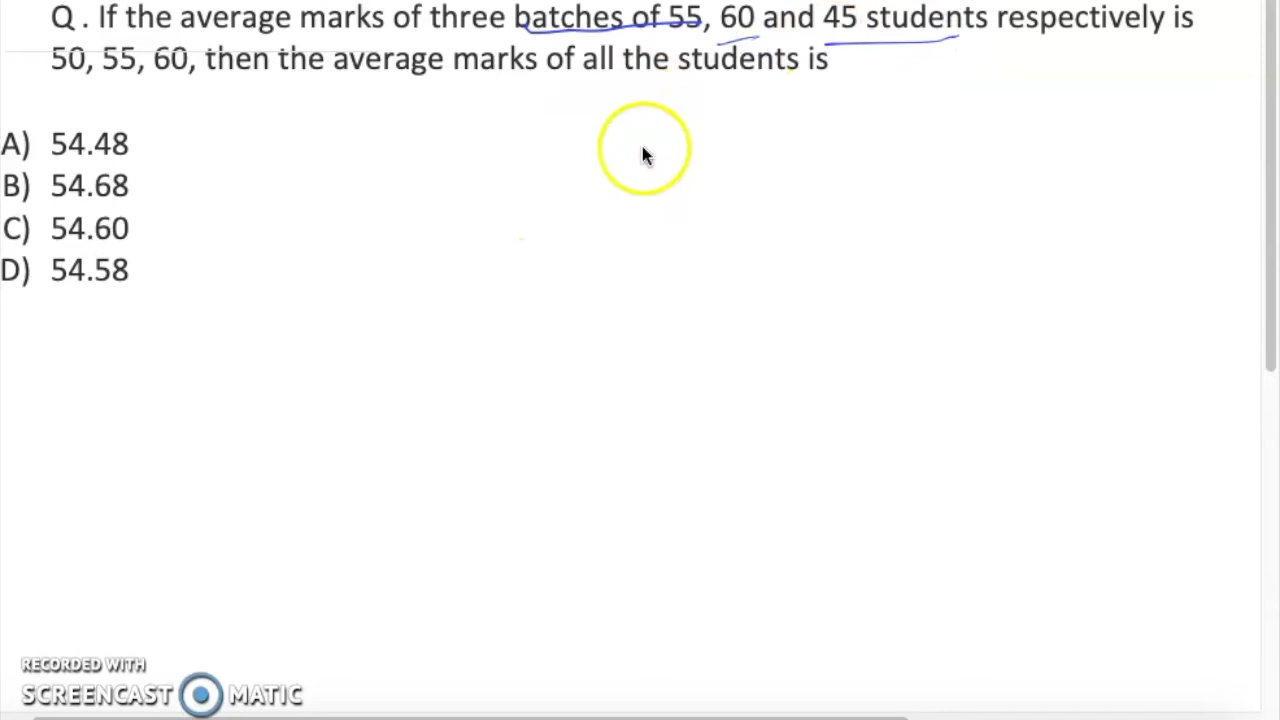 Q . If the average marks of three batches of 55, 60 and 45 students respectively is
50, 55, 60, then the average marks of all the students is
A) 54.48
B) 54.68
C) 54.60
D) 54.58
RECORDED WITH
SCREENCAST MATIC